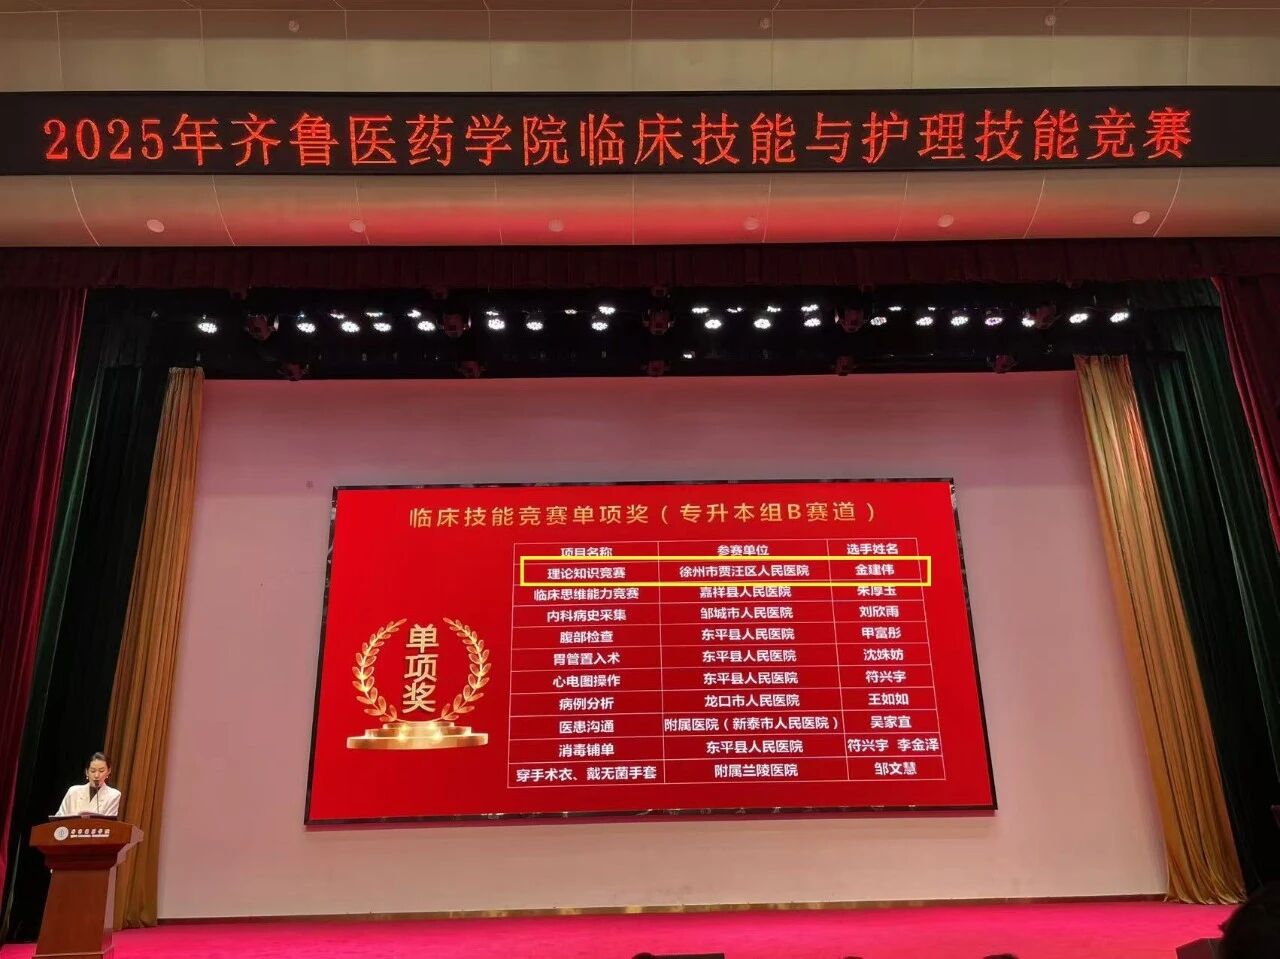 2025年齐鲁医药学院临床技能与护理技能竞赛
临床技能竞赛单项奖（专升本组B赛道）
项目名称 参赛单位 选手姓名
理论知识竞赛 徐州市贾汪区人民医院 金建伟
临床思维能力竞赛 嘉祥县人民医院 朱厚玉
内科病史采集 邹城市人民医院 刘欣雨
腹部检查 东平县人民医院 甲富彤
胃管置入术 东平县人民医院 沈姝妨
心电图操作 东平县人民医院 符兴宇
病例分析 龙口市人民医院 王如如
医患沟通 附属医院（新泰市人民医院） 吴家宜
消毒铺单 东平县人民医院 符兴宇 李金泽
穿手术衣、戴无菌手套 附属兰陵医院 邹文慧
单项奖